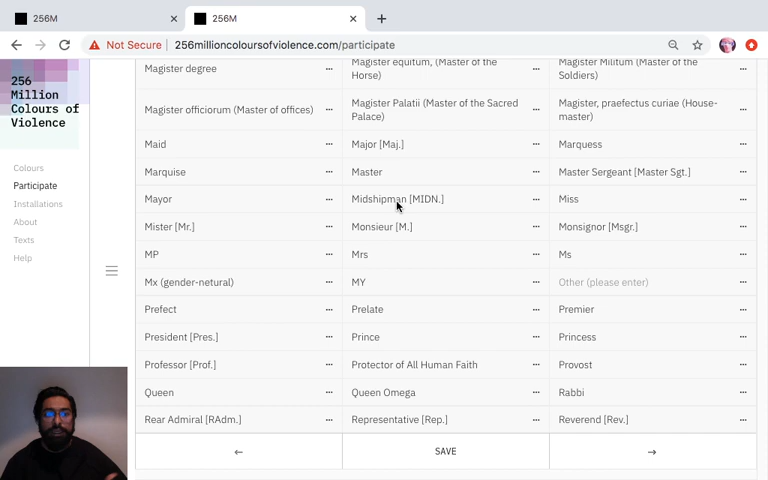 256M
256M
Not Secure | 256millioncoloursofviolence.com/participate
256
Million
Colours of
Violence
Colours
Participate
Installations
About
Texts
Help
Magister degree
Magister equitum, (Master of the
Horse)
Magister Militum (Master of the
Soldiers)
Magister officiorum (Master of offices)
Magister Palatii (Master of the Sacred
Palace)
Magister, praefectus curiae (House-
master)
Maid
Major [Maj.]
Marquess
Marquise
Master
Master Sergeant [Master Sgt.]
Mayor
Midshipman [MIDN.]
Miss
Mister [Mr.]
Monsieur [M.]
Monsignor [Msgr.]
MP
Mrs
Ms
Mx (gender-netural)
MY
Other (please enter)
Prefect
Prelate
Premier
President [Pres.]
Prince
Princess
Professor [Prof.]
Protector of All Human Faith
Provost
Queen
Queen Omega
Rabbi
Rear Admiral [RAdm.]
Representative [Rep.]
Reverend [Rev.]
← SAVE →